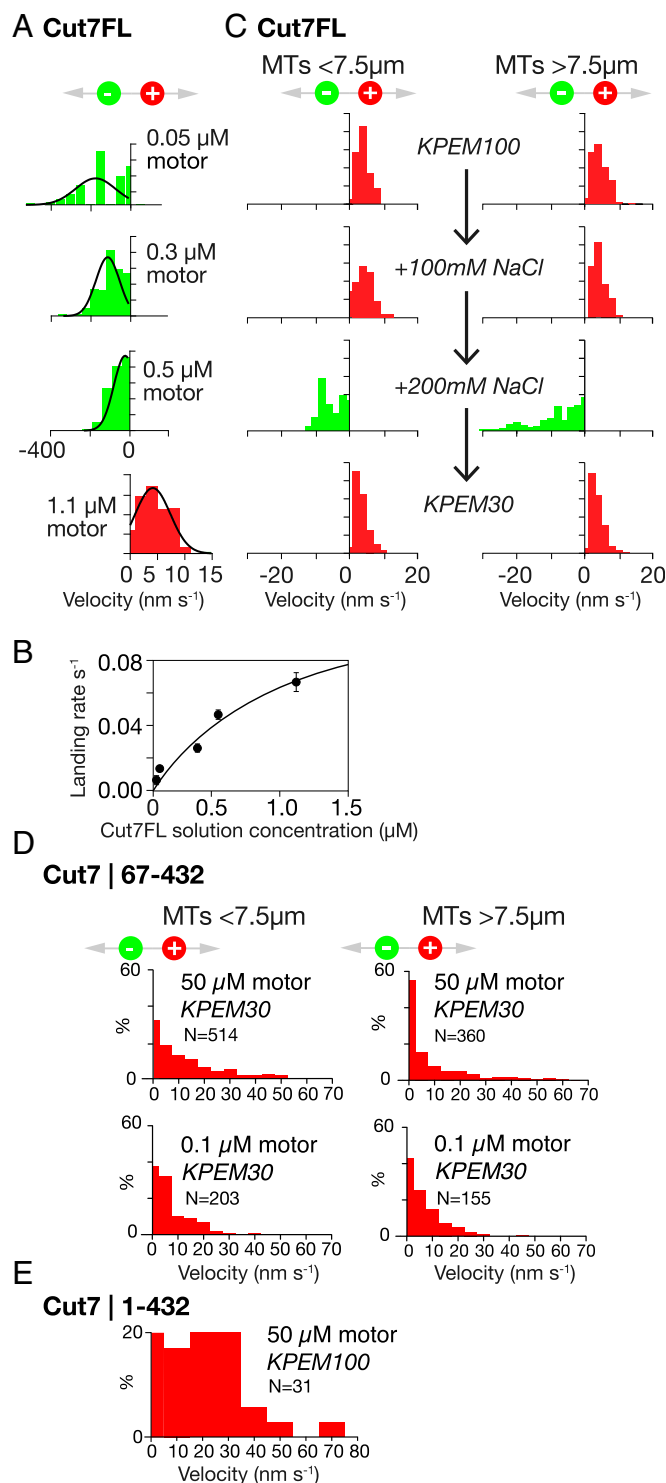 A Cut7FL
- +
0.05 µM
motor
0.3 µM
motor
0.5 µM
motor
-400 0
1.1 µM
motor
0 5 10 15
Velocity (nm s⁻¹)
C Cut7FL
MTs <7.5µm MTs >7.5µm
- + - +
KPEM100
+100mM NaCl
+200mM NaCl
KPEM30
-20 0 20 -20 0 20
Velocity (nm s⁻¹) Velocity (nm s⁻¹)
B
Landing rate s⁻¹
0.08
0.04
0.00
0 0.5 1.0 1.5
Cut7FL solution concentration (µM)
D
Cut7 | 67-432
MTs <7.5µm MTs >7.5µm
- + - +
60
%
0
50 µM motor
KPEM30
N=514
0 10 20 30 40 50 60 70
60
%
0
50 µM motor
KPEM30
N=360
0 10 20 30 40 50 60 70
60
%
0
0.1 µM motor
KPEM30
N=203
0 10 20 30 40 50 60 70
Velocity (nm s⁻¹)
60
%
0
0.1 µM motor
KPEM30
N=155
0 10 20 30 40 50 60 70
Velocity (nm s⁻¹)
E
Cut7 | 1-432
20
%
0
50 µM motor
KPEM100
N=31
0 10 20 30 40 50 60 70 80
Velocity (nm s⁻¹)